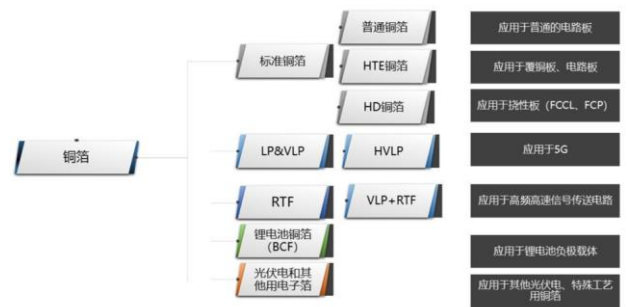 普通铜箔
应用于普通的电路板
标准铜箔
HTE铜箔
应用于覆铜板、电路板
HD铜箔
应用于挠性板（FCCL、FCP）
铜箔
LP&VLP
HVLP
应用于5G
RTF
VLP+RTF
应用于高频高速信号传送电路
锂电池铜箔
（BCF）
应用于锂电池负极载体
光伏电和其
他用电子箔
应用于其他光伏电、特殊工艺
用铜箔